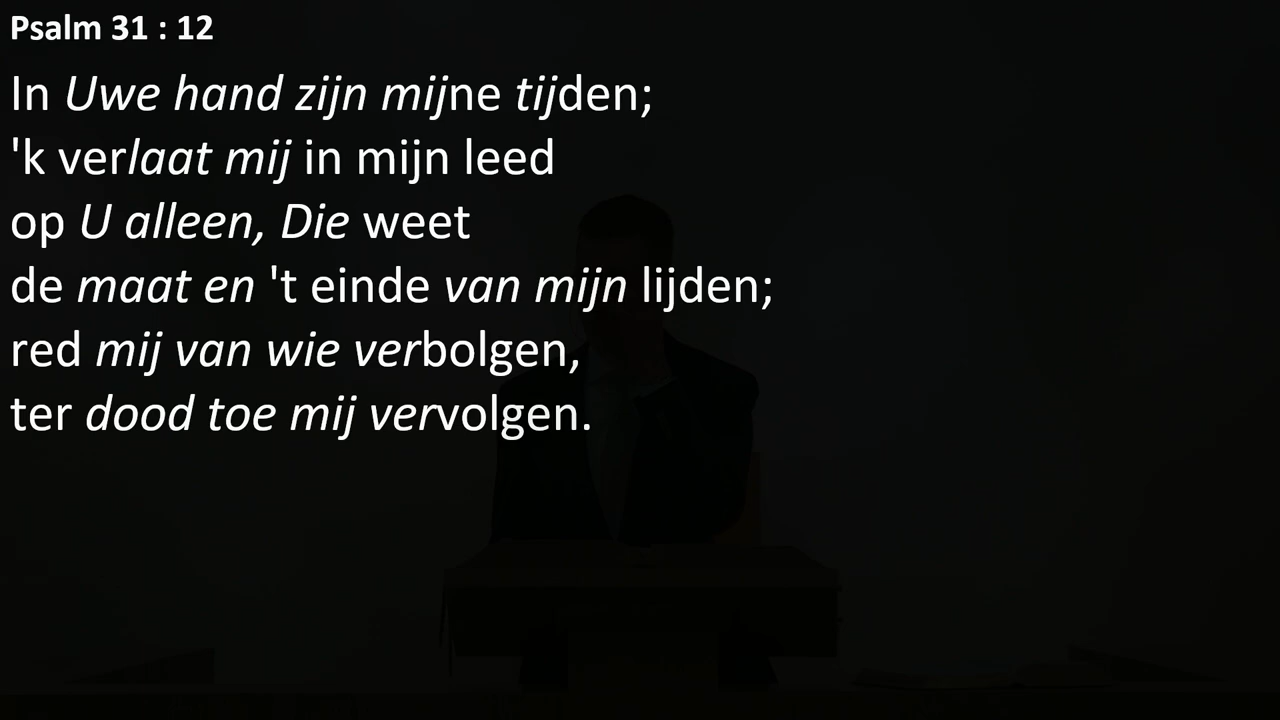 Psalm 31 : 12
In Uwe hand zijn mijne tijden;
'k verlaat mij in mijn leed
op U alleen, Die weet
de maat en 't einde van mijn lijden;
red mij van wie verbolgen,
ter dood toe mij vervolgen.